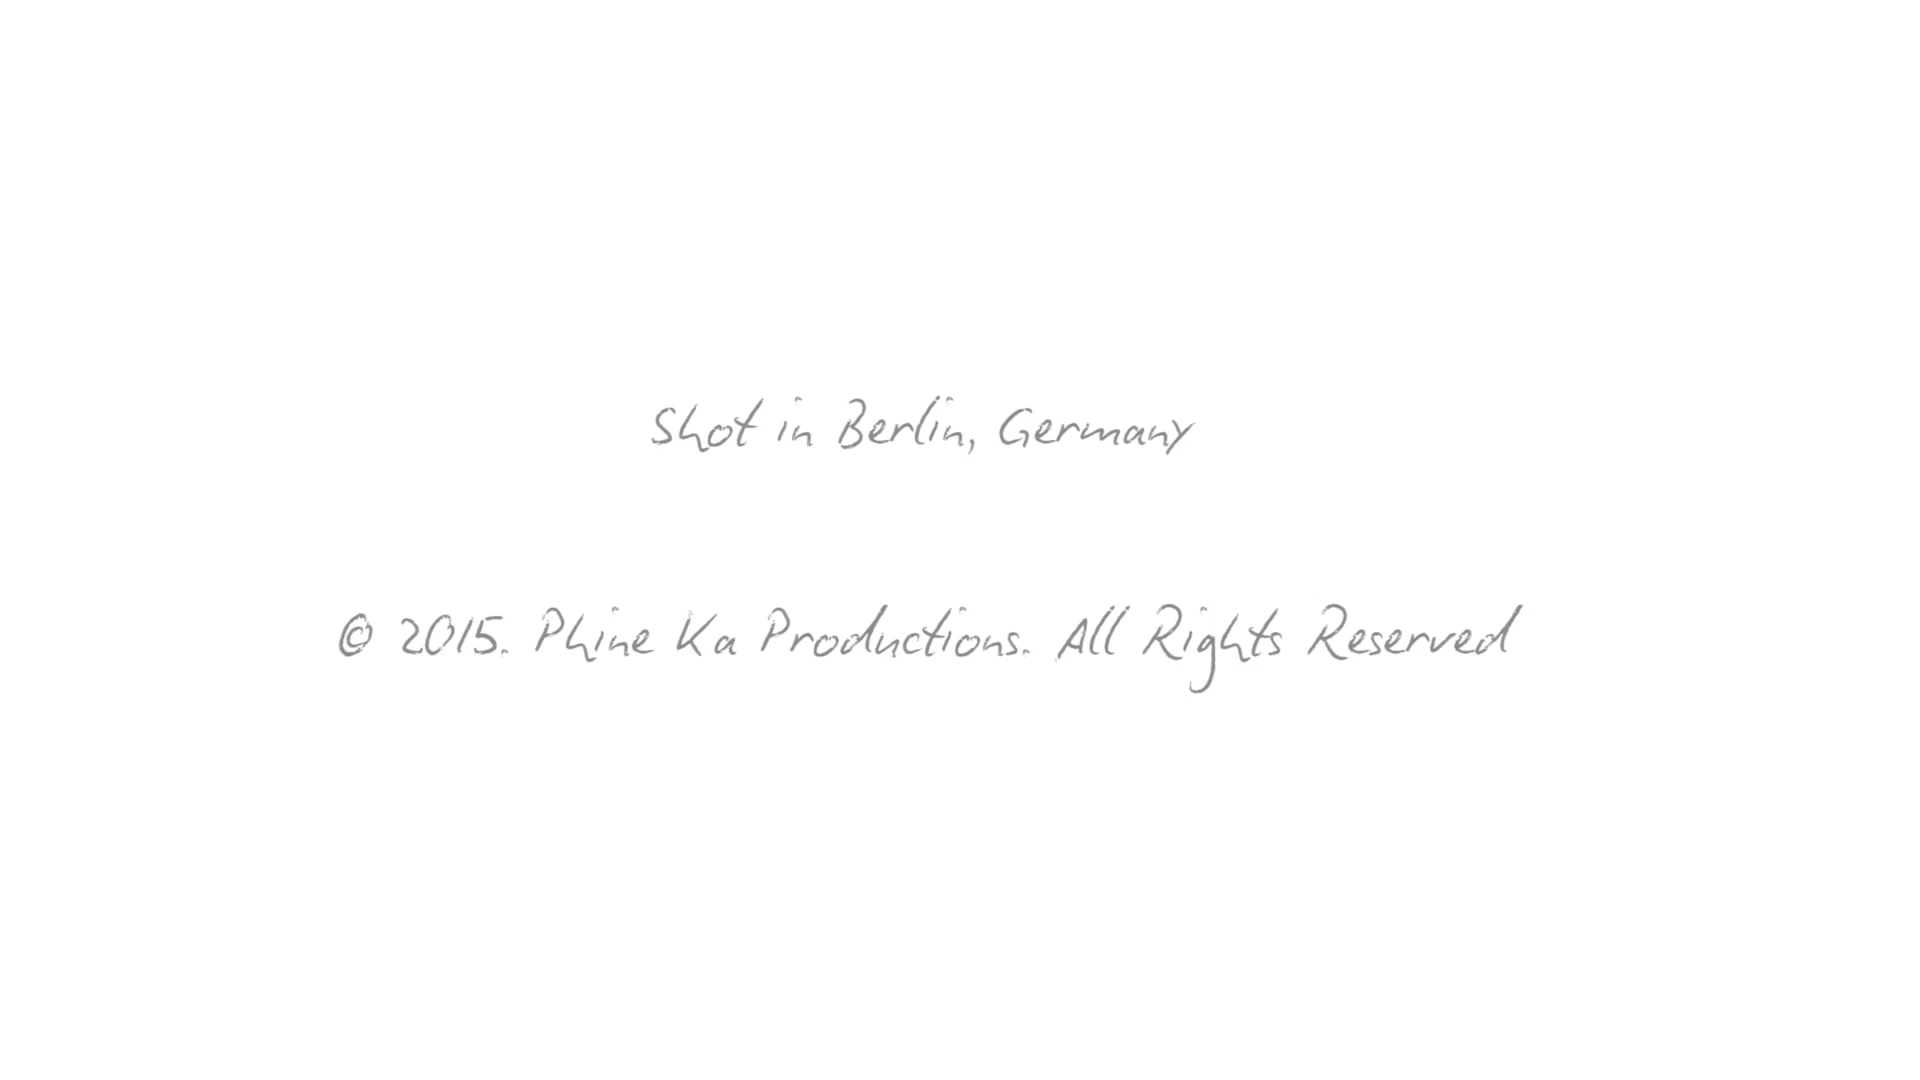 Shot in Berlin, Germany
© 2015. Phine Ka Productions. All Rights Reserved